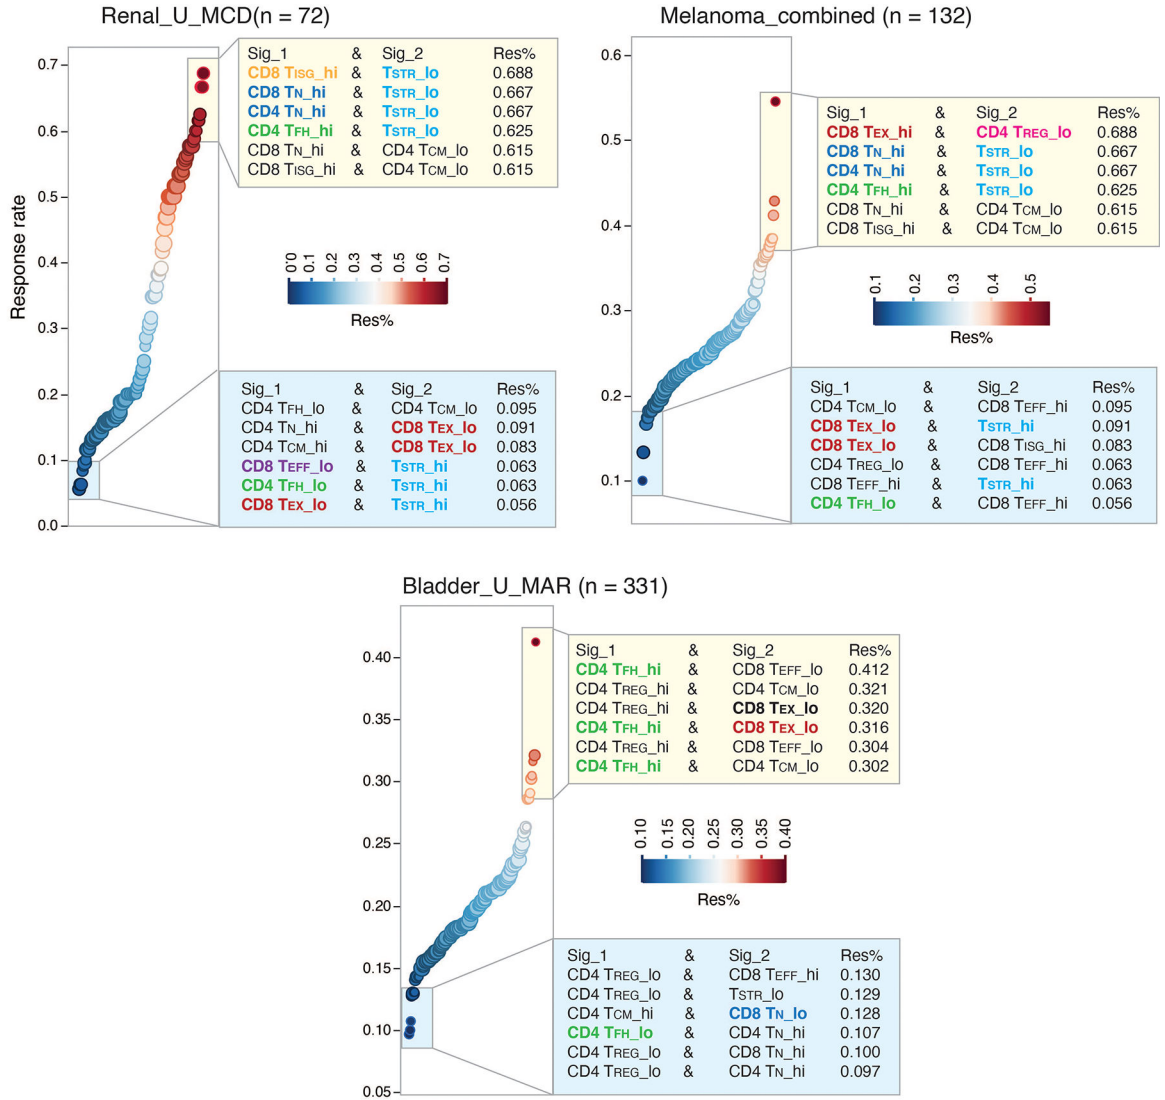 Renal_U_MCD(n = 72)
Response rate
0.7
0.6
0.5
0.4
0.3
0.2
0.1
0.0
Sig_1 & Sig_2 Res%
CD8 TISG_hi & TSTR_lo 0.688
CD8 TN_hi & TSTR_lo 0.667
CD4 TN_hi & TSTR_lo 0.667
CD4 TFH_hi & TSTR_lo 0.625
CD8 TN_hi & CD4 TCM_lo 0.615
CD8 TISG_hi & CD4 TCM_lo 0.615
0.0 0.1 0.2 0.3 0.4 0.5 0.6 0.7
Res%
Sig_1 & Sig_2 Res%
CD4 TFH_lo & CD4 TCM_lo 0.095
CD4 TN_hi & CD8 TEX_lo 0.091
CD4 TCM_hi & CD8 TEX_lo 0.083
CD8 TEFF_lo & TSTR_hi 0.063
CD4 TFH_lo & TSTR_hi 0.063
CD8 TEX_lo & TSTR_hi 0.056
Melanoma_combined (n = 132)
0.6
0.5
0.4
0.3
0.2
0.1
Sig_1 & Sig_2 Res%
CD8 TEX_hi & CD4 TREG_lo 0.688
CD8 TN_hi & TSTR_lo 0.667
CD4 TN_hi & TSTR_lo 0.667
CD4 TFH_hi & TSTR_lo 0.625
CD8 TN_hi & CD4 TCM_lo 0.615
CD8 TISG_hi & CD4 TCM_lo 0.615
0.1 0.2 0.3 0.4 0.5
Res%
Sig_1 & Sig_2 Res%
CD4 TCM_lo & CD8 TEFF_hi 0.095
CD8 TEX_lo & TSTR_hi 0.091
CD8 TEX_lo & CD8 TISG_hi 0.083
CD4 TREG_lo & CD8 TEFF_hi 0.063
CD8 TEFF_hi & TSTR_hi 0.063
CD4 TFH_lo & CD8 TEFF_hi 0.056
Bladder_U_MAR (n = 331)
0.40
0.35
0.30
0.25
0.20
0.15
0.10
0.05
Sig_1 & Sig_2 Res%
CD4 TFH_hi & CD8 TEFF_lo 0.412
CD4 TREG_hi & CD4 TCM_lo 0.321
CD4 TREG_hi & CD8 TEX_lo 0.320
CD4 TFH_hi & CD8 TEX_lo 0.316
CD4 TREG_hi & CD8 TEFF_lo 0.304
CD4 TFH_hi & CD4 TCM_lo 0.302
0.10 0.15 0.20 0.25 0.30 0.35 0.40
Res%
Sig_1 & Sig_2 Res%
CD4 TREG_lo & CD8 TEFF_hi 0.130
CD4 TREG_lo & TSTR_lo 0.129
CD4 TCM_hi & CD8 TN_lo 0.128
CD4 TFH_lo & CD4 TN_hi 0.107
CD4 TREG_lo & CD8 TN_hi 0.100
CD4 TREG_lo & CD4 TN_hi 0.097